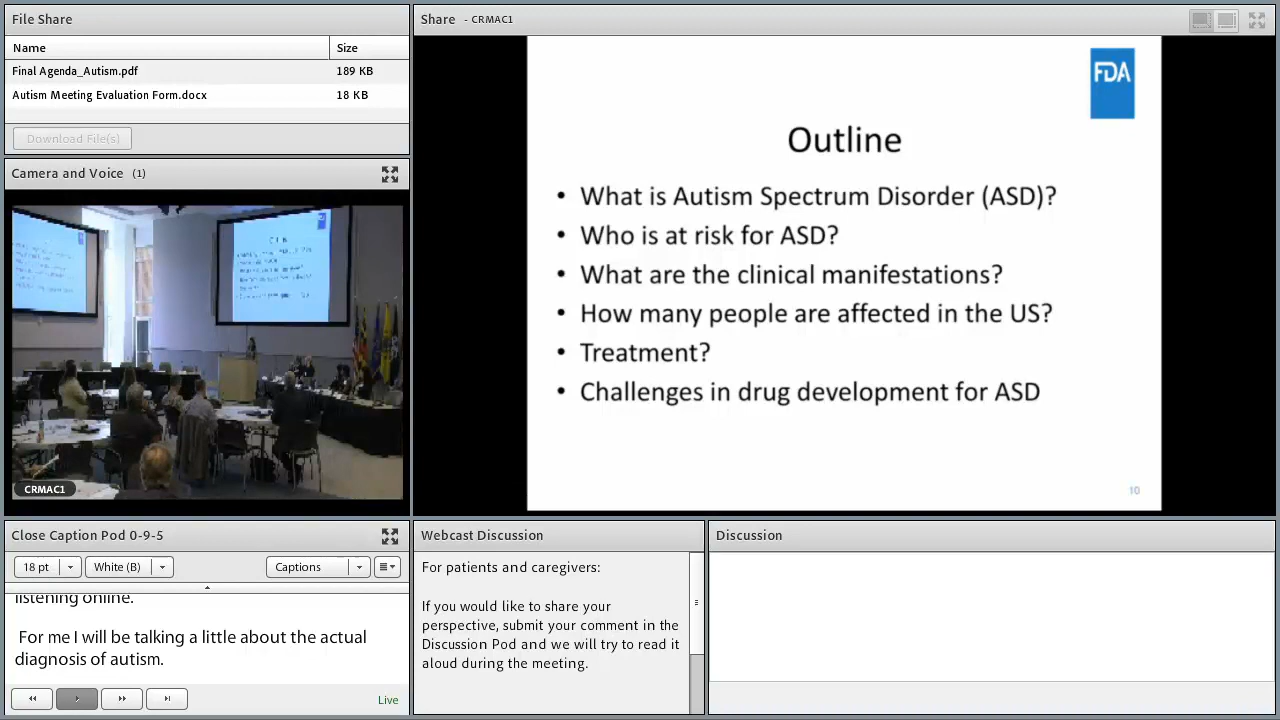 File Share
Name Size
Final Agenda_Autism.pdf 189 KB
Autism Meeting Evaluation Form.docx 18 KB
Download File(s)
Camera and Voice (1)
CRMAC1
Close Caption Pod 0-9-5
18 pt White (B) Captions
listening online.
For me I will be talking a little about the actual
diagnosis of autism.
Live
Share - CRMAC1
FDA
Outline
• What is Autism Spectrum Disorder (ASD)?
• Who is at risk for ASD?
• What are the clinical manifestations?
• How many people are affected in the US?
• Treatment?
• Challenges in drug development for ASD
10
Webcast Discussion
For patients and caregivers:
If you would like to share your
perspective, submit your comment in the
Discussion Pod and we will try to read it
aloud during the meeting.
Discussion